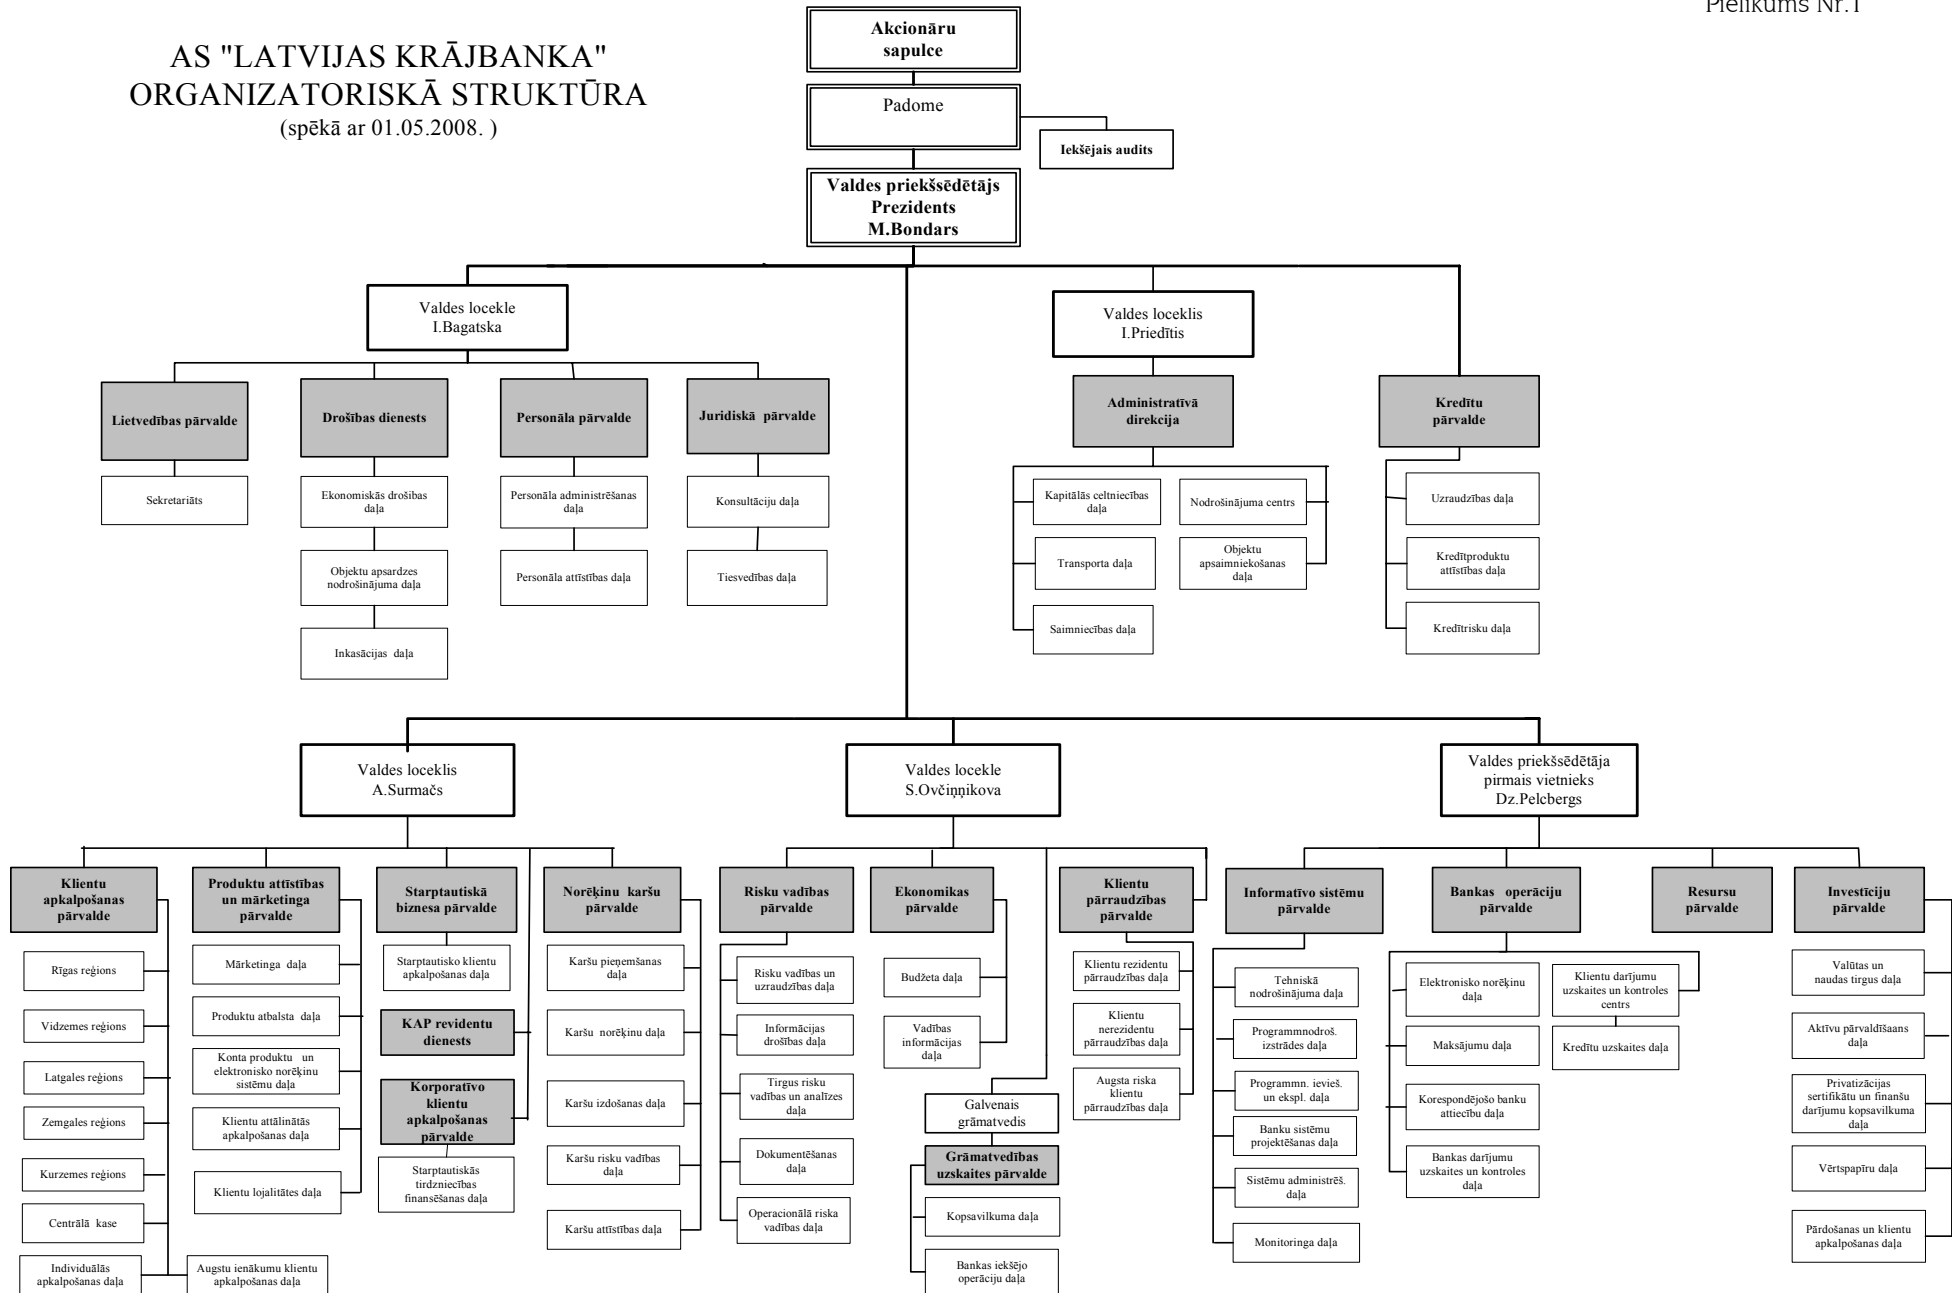 Pielikums Nr.1
AS "LATVIJAS KRĀJBANKA"
ORGANIZATORISKĀ STRUKTŪRA
(spēkā ar 01.05.2008. )
Akcionāru
sapulce
Padome
Iekšējais audits
Valdes priekšsēdētājs
Prezidents
M.Bondars
Valdes locekle
I.Bagatska
Valdes loceklis
I.Priedītis
Lietvedības pārvalde
Drošības dienests
Personāla pārvalde
Juridiskā pārvalde
Administratīvā
direkcija
Kredītu
pārvalde
Sekretariāts
Ekonomiskās drošibas
daļa
Objektu apsardzes
nodrošinājuma daļa
Inkasācijas daļa
Personāla administrēšanas
daļa
Personāla attīstības daļa
Konsultāciju daļa
Tiesvedības daļa
Kapitālās celtniecības
daļa
Transporta daļa
Saimniecības daļa
Nodrošinājuma centrs
Objektu
apsaimniekošanas
daļa
Uzraudzības daļa
Kredītproduktu
attīstības daļa
Kredītrisku daļa
Valdes loceklis
A.Surmačs
Valdes locekle
S.Ovčiņņikova
Valdes priekšsēdētāja
pirmais vietnieks
Dz.Pelcbergs
Klientu
apkalpošanas
pārvalde
Rīgas reģions
Vidzemes reģions
Latgales reģions
Zemgales reģions
Kurzemes reģions
Centrālā kase
Individuālās
apkalpošanas daļa
Augstu ienākumu klientu
apkalpošanas daļa
Produktu attīstības
un mārketinga
pārvalde
Mārketinga daļa
Produktu atbalsta daļa
Konta produktu un
elektronisko norēķinu
sistēmu daļa
Klientu attālinātās
apkalpošanas daļa
Klientu lojalitātes daļa
Starptautiskā
biznesa pārvalde
Starptautisko klientu
apkalpošanas daļa
KAP revidentu
dienests
Korporatīvo
klientu
apkalpošanas
pārvalde
Starptautiskās
tirdzniecības
finansēšanas daļa
Norēķinu karšu
pārvalde
Karšu pieņemšanas
daļa
Karšu norēķinu daļa
Karšu izdošanas daļa
Karšu risku vadības
daļa
Karšu attīstības daļa
Risku vadības
pārvalde
Risku vadības un
uzraudzības daļa
Informācijas
drošības daļa
Tirgus risku
vadības un analīzes
daļa
Dokumentēšanas
daļa
Operacionālā riska
vadības daļa
Ekonomikas
pārvalde
Budžeta daļa
Vadības
informācijas
daļa
Galvenais
grāmatvedis
Grāmatvedības
uzskaites pārvalde
Kopsavilkuma daļa
Bankas iekšējo
operāciju daļa
Klientu
pārraudzības
pārvalde
Klientu rezidentu
pārraudzības daļa
Klientu
nerezidentu
pārraudzības daļa
Augsta riska
klientu
pārraudzības daļa
Informatīvo sistēmu
pārvalde
Tehniskā
nodrošinājuma daļa
Programmnodroš.
izstrādes daļa
Programmn. ievieš.
un ekspl. daļa
Banku sistēmu
projektēšanas daļa
Sistēmu administrēš.
daļa
Monitoringa daļa
Bankas operāciju
pārvalde
Elektronisko norēķinu
daļa
Maksājumu daļa
Korespondējošo banku
attiecību daļa
Bankas darījumu
uzskaites un kontroles
daļa
Klientu darījumu
uzskaites un kontroles
centrs
Kredītu uzskaites daļa
Resursu
pārvalde
Investīciju
pārvalde
Valūtas un
naudas tirgus daļa
Aktīvu pārvaldīšaans
daļa
Privatizācijas
sertifikātu un finanšu
darījumu kopsavilkuma
daļa
Vērtspapīru daļa
Pārdošanas un klientu
apkalpošanas daļa